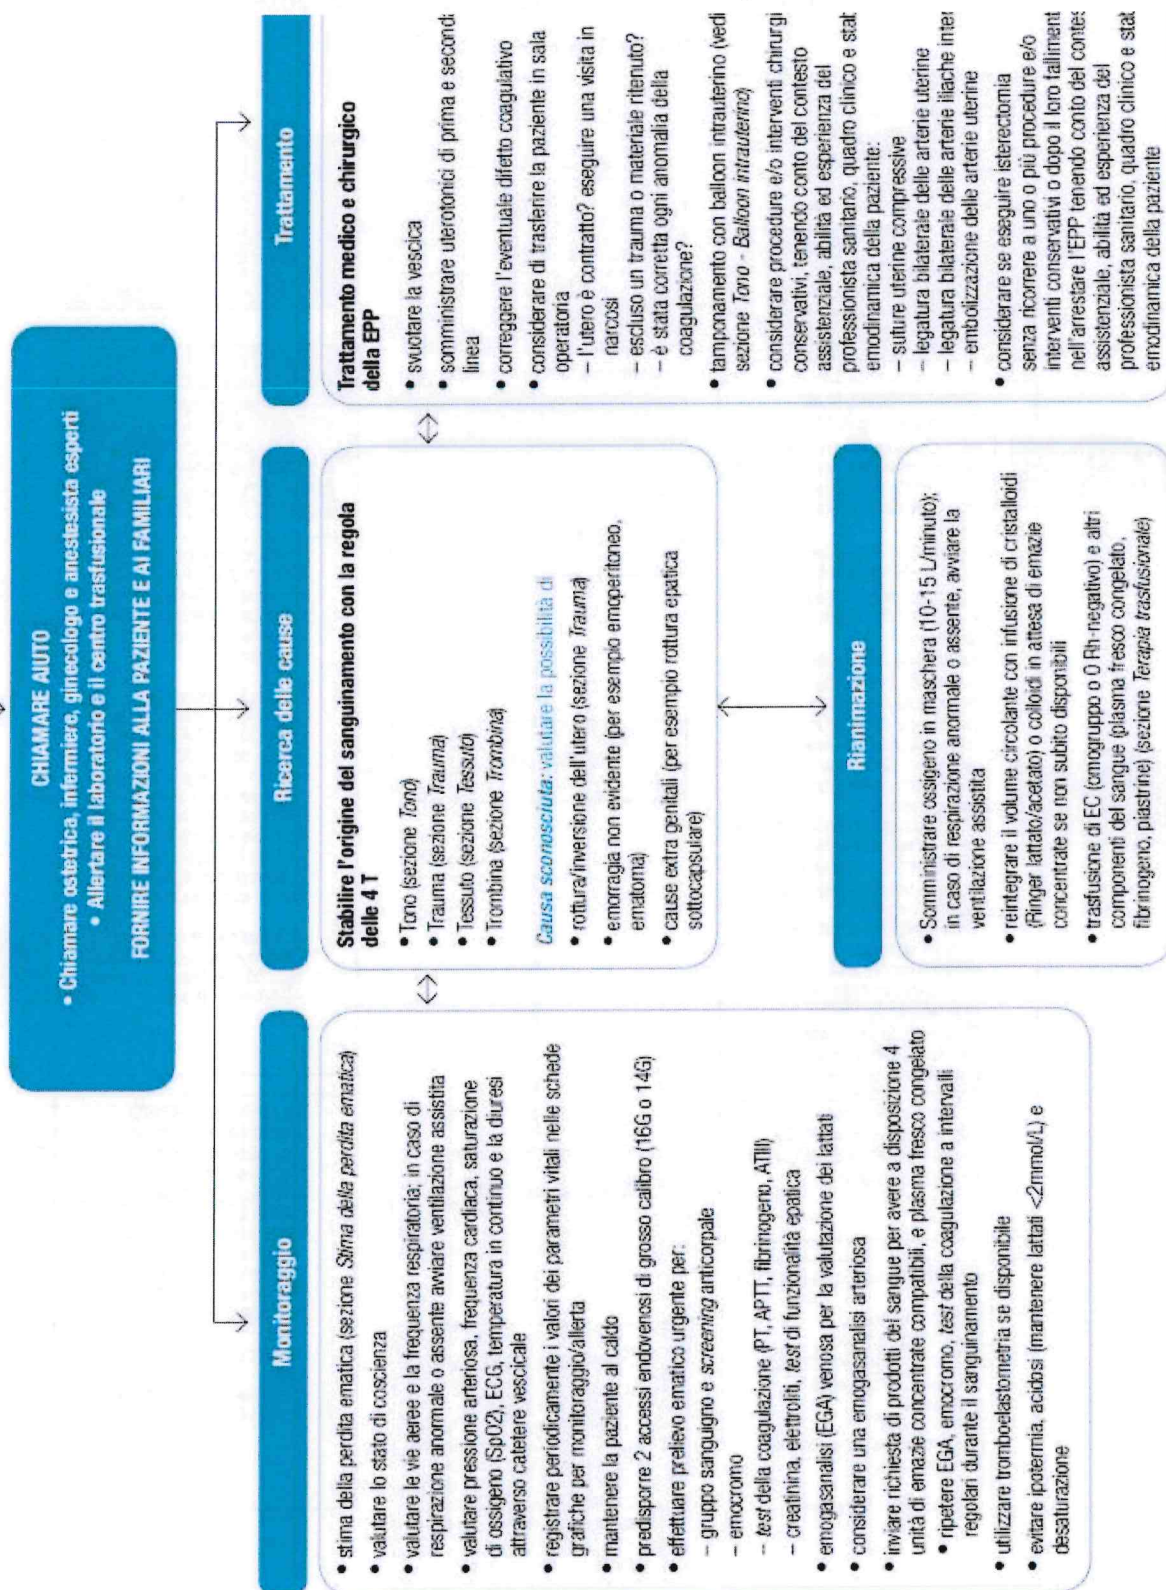 CHIAMARE AIUTO
• Chiamare ostetrica, infermiere, ginecologo e anestesista esperti
• Allertare il laboratorio e il centro trasfusionale
FORNIRE INFORMAZIONI ALLA PAZIENTE E AI FAMILIARI
Monitoraggio
• stima della perdita ematica (sezione Stima della perdita ematica)
• valutare lo stato di coscienza
• valutare le vie aeree e la frequenza respiratoria; in caso di
respirazione anormale o assente avviare ventilazione assistita
• valutare pressione arteriosa, frequenza cardiaca, saturazione
di ossigeno (SpO2), ECG, temperatura in continuo e la diuresi
attraverso catetere vescicale
• registrare periodicamente i valori dei parametri vitali nelle schede
grafiche per monitoraggio/allerta
• mantenere la paziente al caldo
• predisporre 2 accessi endovenosi di grosso calibro (16G o 14G)
• effettuare prelievo ematico urgente per:
– gruppo sanguigno e screening anticorpale
– emocromo
– test della coagulazione (PT, APTT, fibrinogeno, ATIII)
– creatinina, elettroliti, test di funzionalità epatica
• emogasanalisi (EGA) venosa per la valutazione dei lattati
• considerare una emogasanalisi arteriosa
• inviare richiesta di prodotti del sangue per avere a disposizione 4
unità di emazie concentrate compatibili, e plasma fresco congelato
• ripetere EGA, emocromo, test della coagulazione a intervalli
regolari durante il sanguinamento
• utilizzare tromboelastometria se disponibile
• evitare ipotermia, acidosi (mantenere lattati <2mmol/L) e
desaturazione
Ricerca delle cause
Stabilire l'origine del sanguinamento con la regola
delle 4 T
• Tono (sezione Tono)
• Trauma (sezione Trauma)
• Tessuto (sezione Tessuto)
• Trombina (sezione Trombina)
Causa sconosciuta: valutare la possibilità di
• rottura/inversione dell'utero (sezione Trauma)
• emorragia non evidente (per esempio emoperitoneo,
ematoma)
• cause extra genitali (per esempio rottura epatica
sottocapsulare)
Rianimazione
• Somministrare ossigeno in maschera (10-15 L/minuto);
in caso di respirazione anormale o assente, avviare la
ventilazione assistita
• reintegrare il volume circolante con infusione di cristalloidi
(Ringer lattato/acetato) o colloidi in attesa di emazie
concentrate se non subito disponibili
• trasfusione di EC (omogruppo o 0 Rh-negativo) e altri
componenti del sangue (plasma fresco congelato,
fibrinogeno, piastrine) (sezione Terapia trasfusionale)
Trattamento
Trattamento medico e chirurgico
della EPP
• svuotare la vescica
• somministrare uterotonici di prima e second
linea
• correggere l'eventuale difetto coagulativo
• considerare di trasferire la paziente in sala
operatoria
– l'utero è contratto? eseguire una visita in
narcosi
– escluso un trauma o materiale ritenuto?
– è stata corretta ogni anomalia della
coagulazione?
• tamponamento con balloon intrauterino (vedi
sezione Tono - Balloon intrauterino)
• considerare procedure e/o interventi chirurgi
conservativi, tenendo conto del contesto
assistenziale, abilità ed esperienza del
professionista sanitario, quadro clinico e stat
emodinamica della paziente:
– suture uterine compressive
– legatura bilaterale delle arterie uterine
– legatura bilaterale delle arterie iliache inter
– embolizzazione delle arterie uterine
• considerare se eseguire isterectomia
senza ricorrere a uno o più procedure e/o
interventi conservativi o dopo il loro falliment
nell'arrestare l'EPP tenendo conto del contes
assistenziale, abilità ed esperienza del
professionista sanitario, quadro clinico e stat
emodinamica della paziente